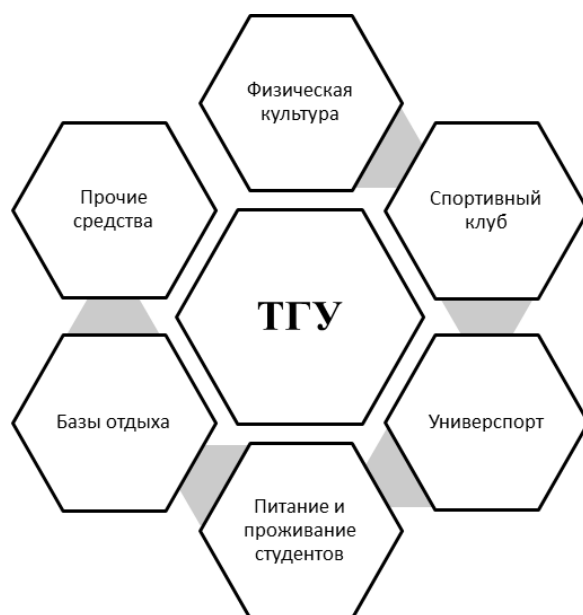 Физическая
культура
Спортивный
клуб
Универспорт
Питание и
проживание
студентов
Базы отдыха
Прочие
средства
ТГУ